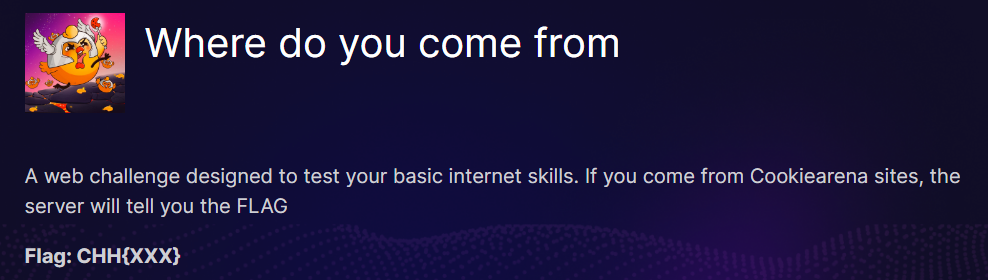 Where do you come from
A web challenge designed to test your basic internet skills. If you come from Cookiearena sites, the
server will tell you the FLAG
Flag: CHH{XXX}